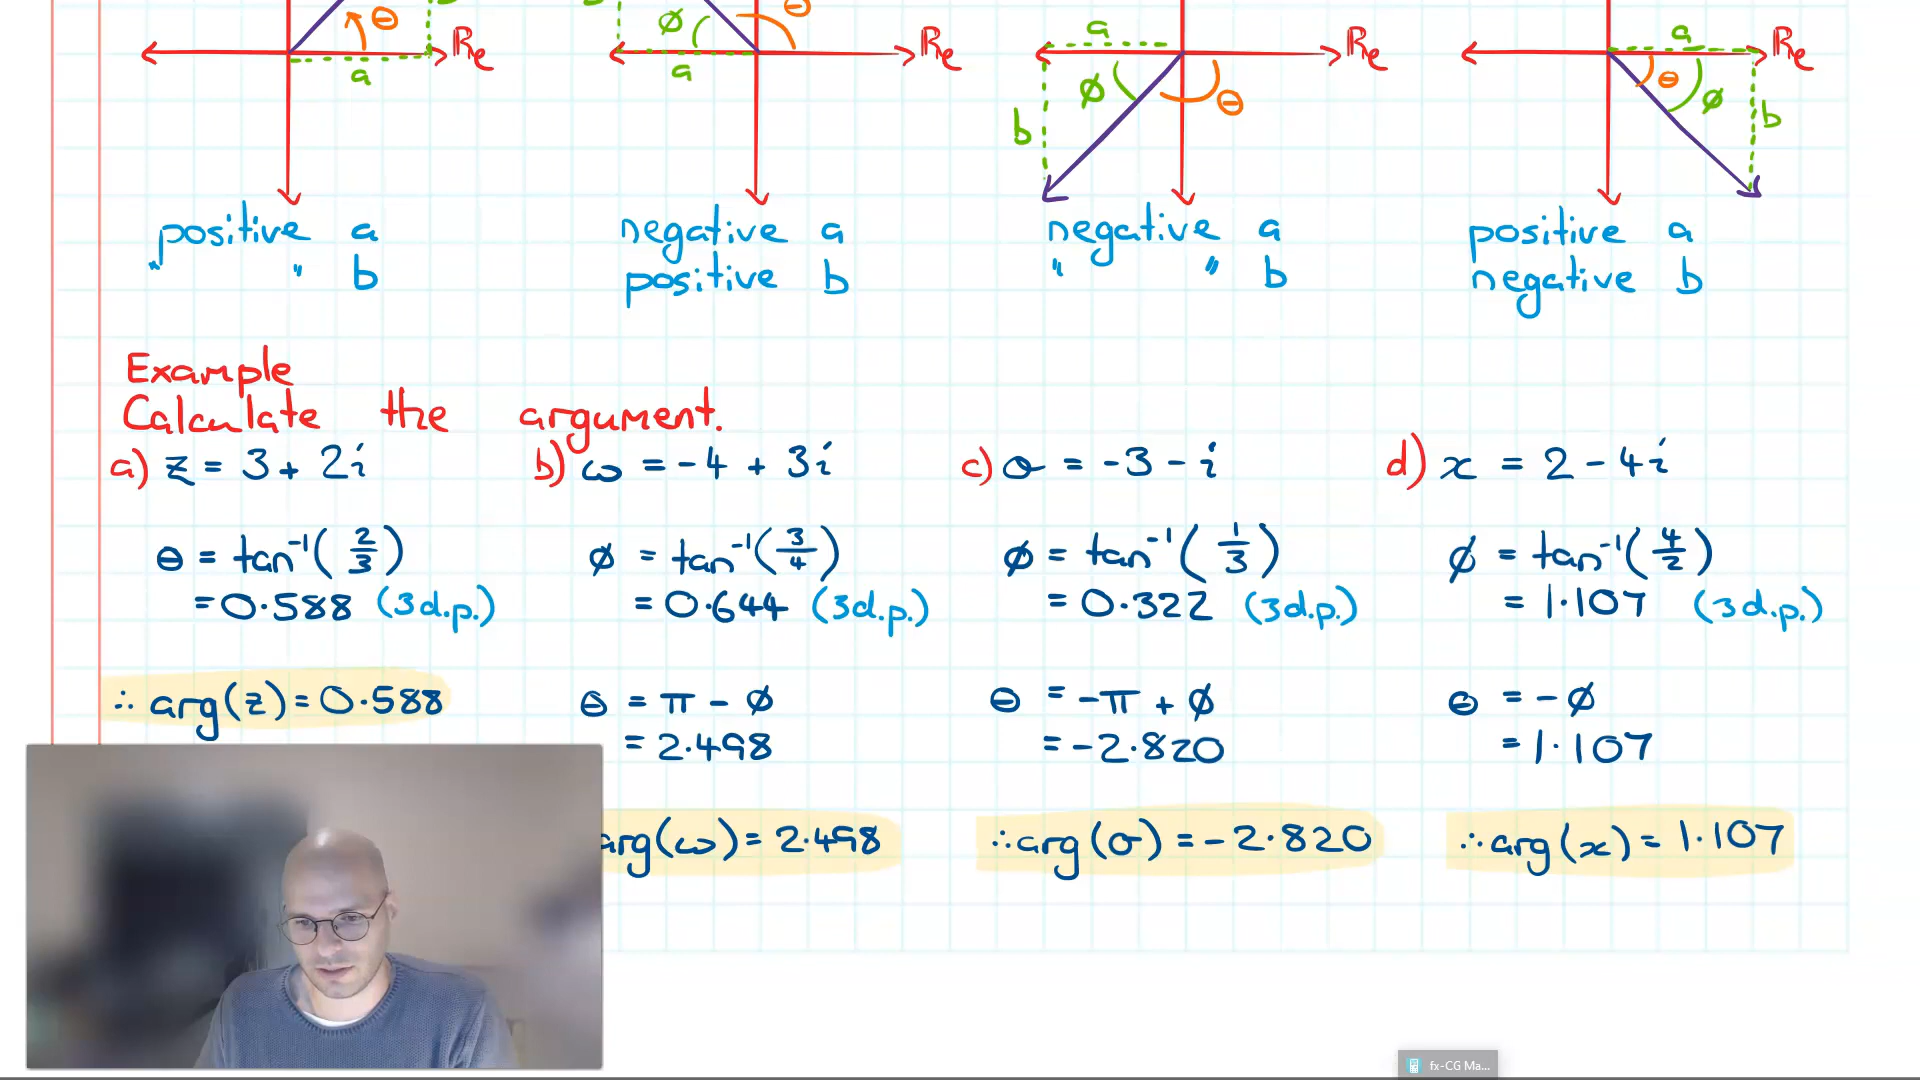 Θ
Θ
Re
Re
Re
Re
a
a
a
a
ϕ
ϕ
Θ
Θ
ϕ
b
b
positive a
" " b
negative a
positive b
negative a
" " b
positive a
negative b
Example
Calculate the argument.
a) z = 3 + 2i
θ = tan⁻¹(2/3)
= 0.588 (3d.p.)
∴ arg(z) = 0.588
b) ω = -4 + 3i
ϕ = tan⁻¹(3/4)
= 0.644 (3d.p.)
θ = π - ϕ
= 2.498
arg(ω) = 2.498
c) σ = -3 - i
ϕ = tan⁻¹(1/3)
= 0.322 (3d.p.)
θ = -π + ϕ
= -2.820
∴ arg(σ) = -2.820
d) x = 2 - 4i
ϕ = tan⁻¹(4/2)
= 1.107 (3d.p.)
θ = -ϕ
= 1.107
∴ arg(x) = 1.107
fx-CG Ma...